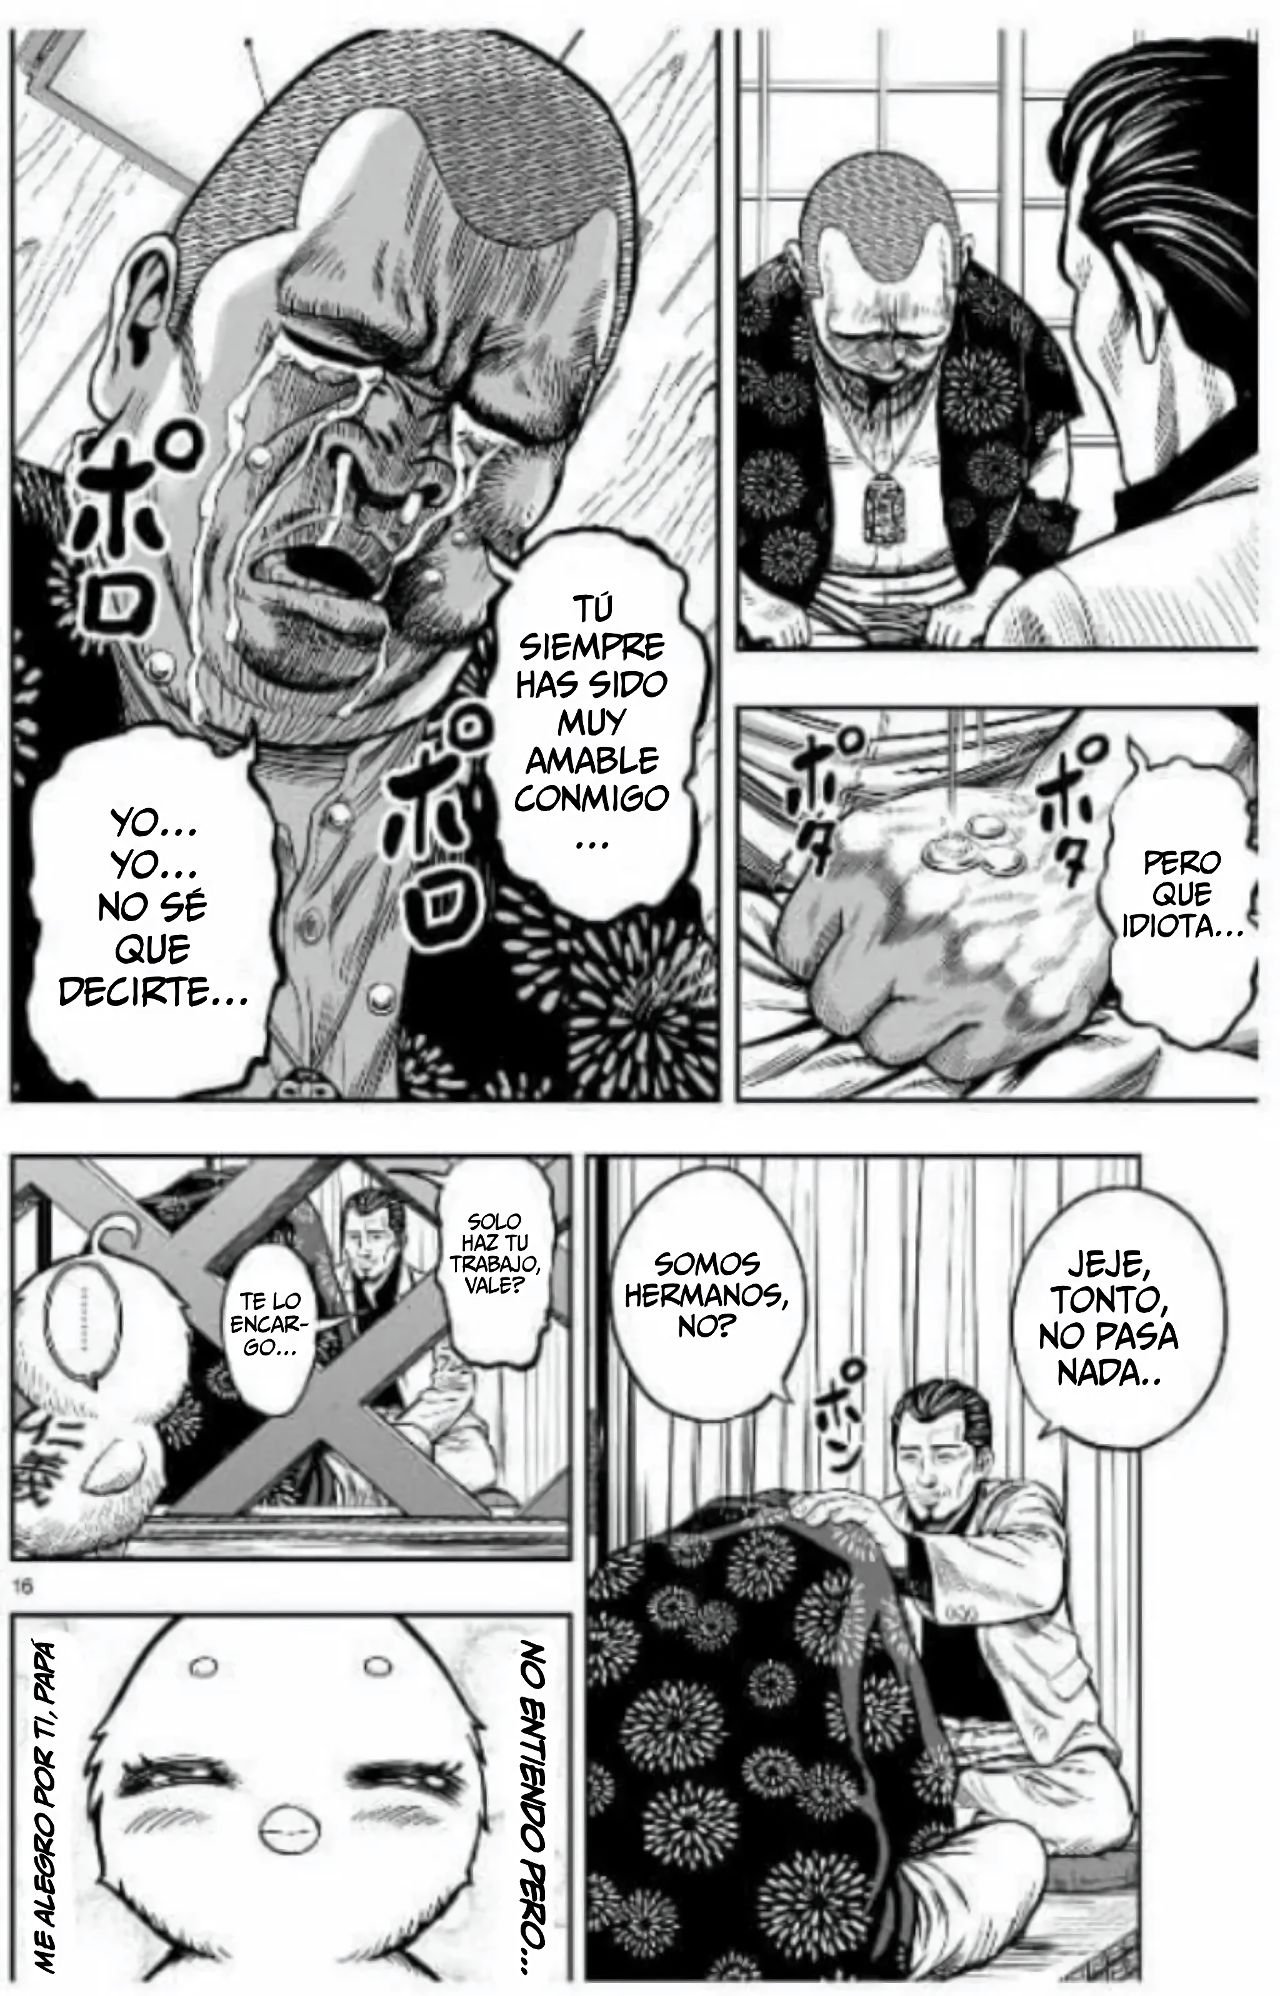 PERO
QUE
IDIOTA...
ポタ
ポタ
TÚ
SIEMPRE
HAS SIDO
MUY
AMABLE
CONMIGO
...
YO...
YO...
NO SÉ
QUE
DECIRTE...
ポロ
ポロ
JEJE,
TONTO,
NO PASA
NADA..
SOMOS
HERMANOS,
NO?
ポン
SOLO
HAZ TU
TRABAJO,
VALE?
TE LO
ENCAR-
GO...
16
NO ENTIENDO PERO...
ME ALEGRO POR TI, PAPÁ